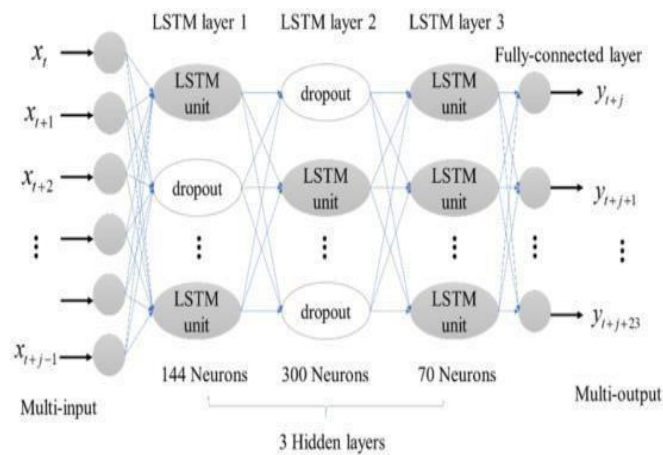 LSTM layer 1 LSTM layer 2 LSTM layer 3
Fully-connected layer
x_t
LSTM
unit
dropout
LSTM
unit
y_{t+j}
x_{t+1}
x_{t+2}
dropout
LSTM
unit
LSTM
unit
y_{t+j+1}
LSTM
unit
dropout
LSTM
unit
y_{t+j+23}
x_{t+j-1}
144 Neurons 300 Neurons 70 Neurons
Multi-input
Multi-output
3 Hidden layers